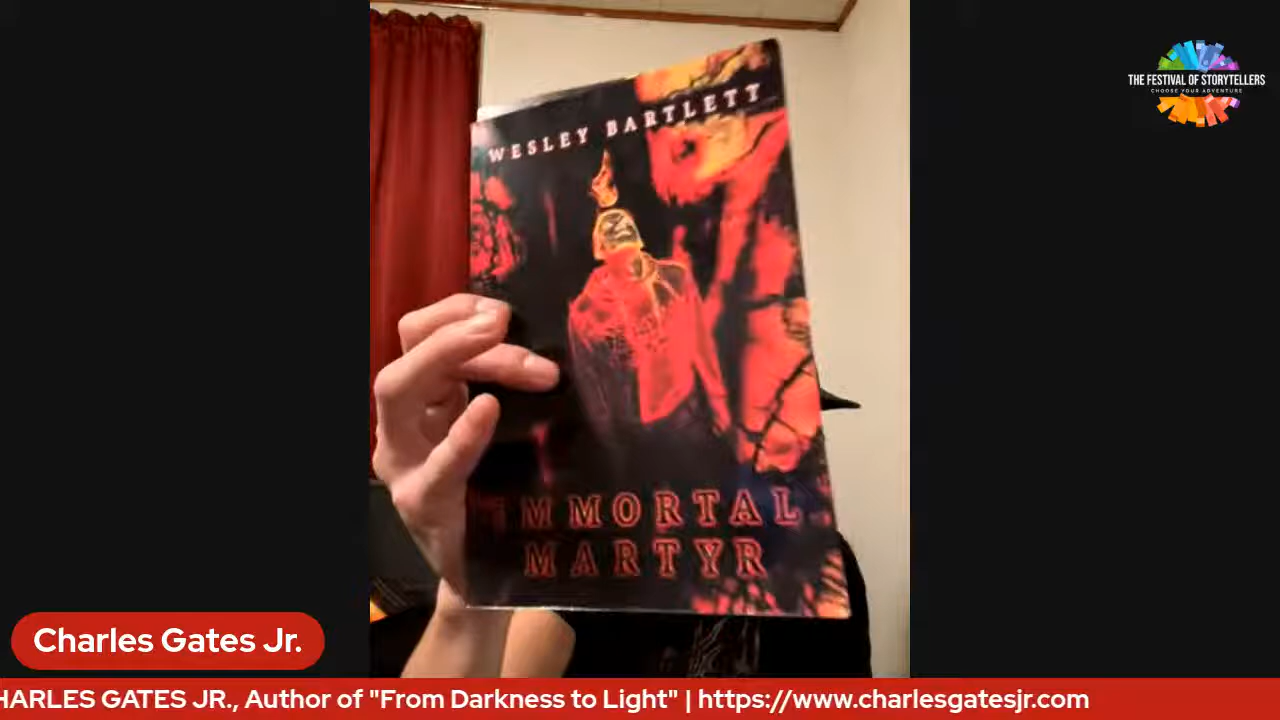 THE FESTIVAL OF STORYTELLERS
CHOOSE YOUR ADVENTURE
WESLEY BARTLETT
IMMORTAL
MARTYR
Charles Gates Jr.
HARLES GATES JR., Author of "From Darkness to Light" | https://www.charlesgatesjr.com